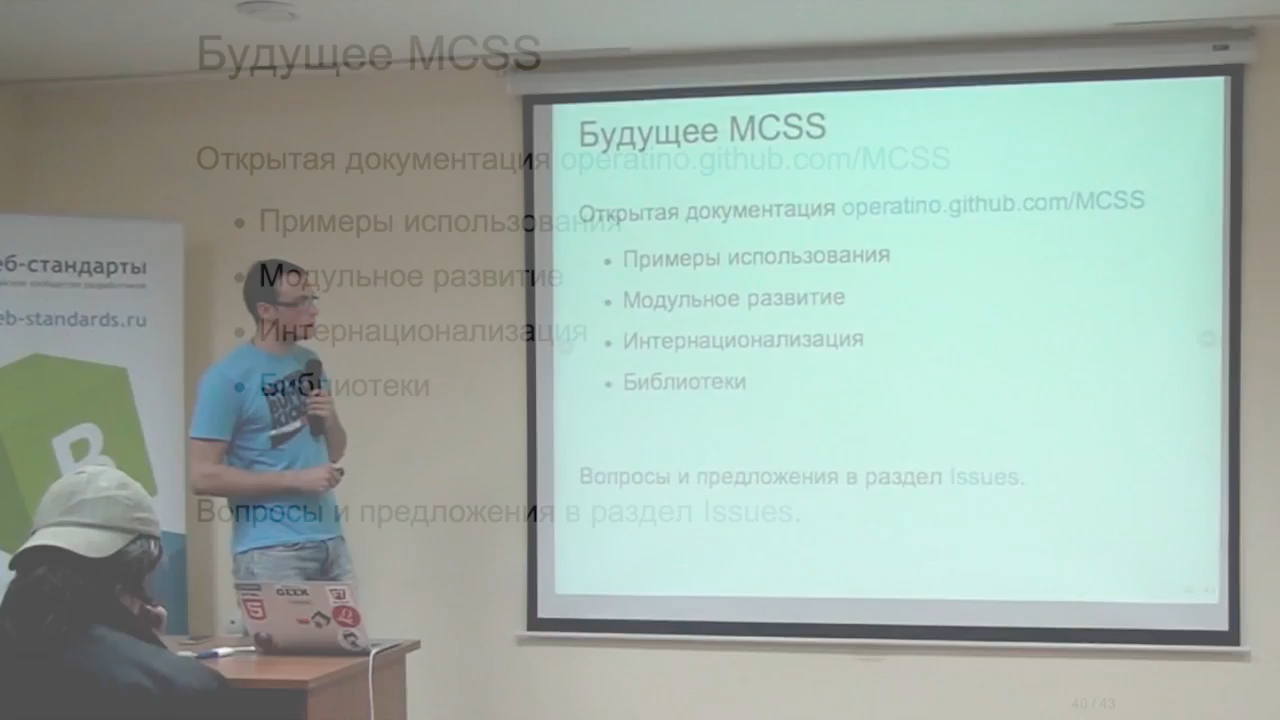 Будущее MCSS
Открытая документация operatino.github.com/MCSS
• Примеры использования
• Модульное развитие
• Интернационализация
• Библиотеки
Вопросы и предложения в раздел Issues.
Будущее MCSS
Открытая документация operatino.github.com/MCSS
• Примеры использования
• Модульное развитие
• Интернационализация
• Библиотеки
Вопросы и предложения в раздел Issues.
еб-стандарты
eb-standards.ru
B
GEEK
40 / 43